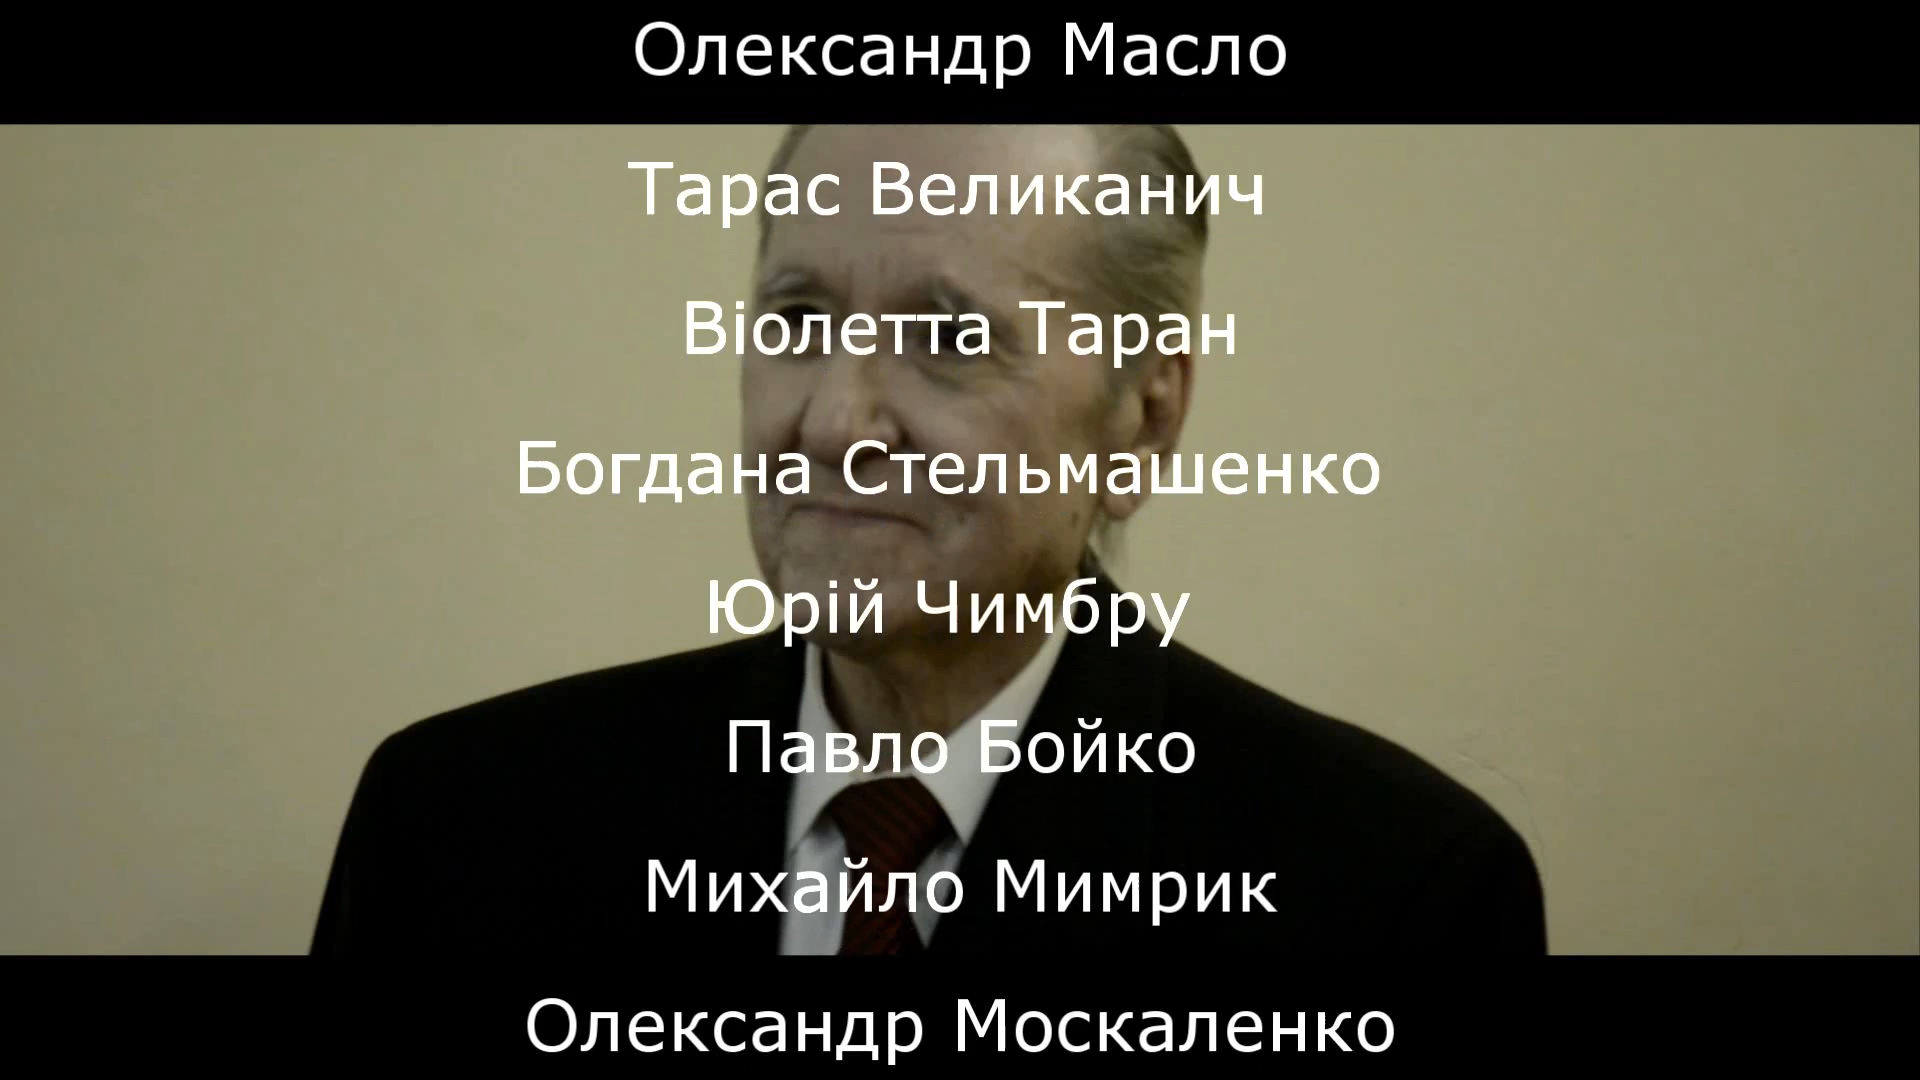 Олександр Масло
Тарас Великанич
Віолетта Таран
Богдана Стельмашенко
Юрій Чимбру
Павло Бойко
Михайло Мимрик
Олександр Москаленко